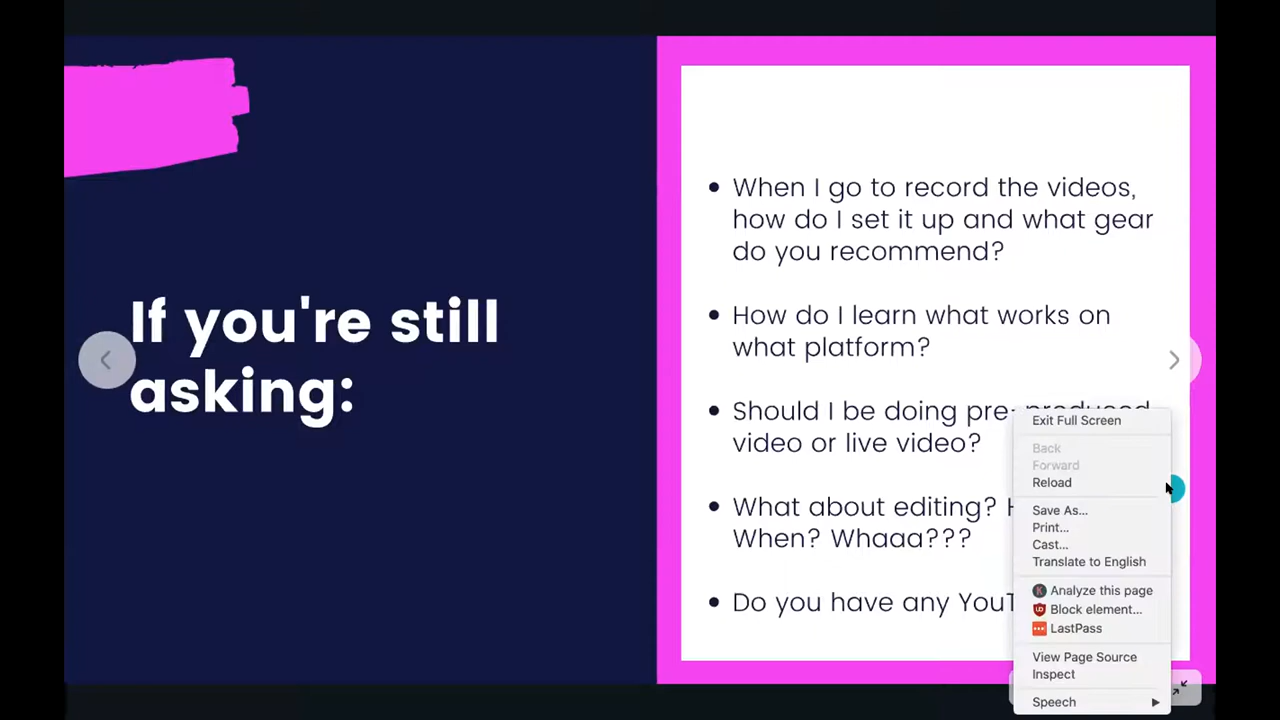 If you're still
asking:
When I go to record the videos,
how do I set it up and what gear
do you recommend?
How do I learn what works on
what platform?
Should I be doing pre-produced
video or live video?
What about editing?
When? Whaaa???
Do you have any
Exit Full Screen
Back
Forward
Reload
Save As...
Print...
Cast...
Translate to English
Analyze this page
Block element...
LastPass
View Page Source
Inspect
Speech